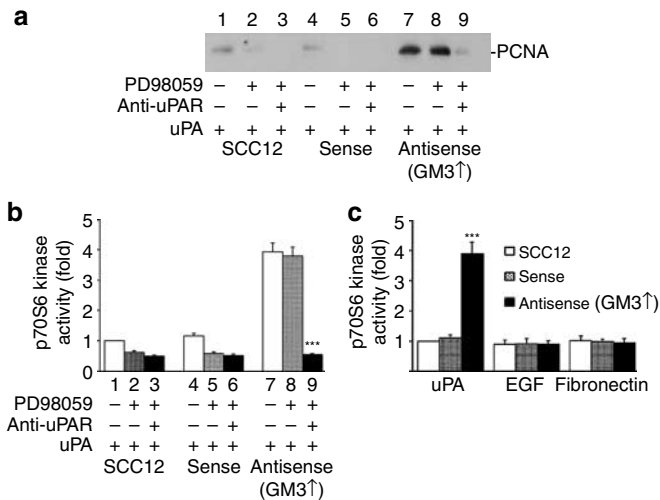 a
1 2 3 4 5 6 7 8 9
-PCNA
PD98059 − + + − + + − + +
Anti-uPAR + + +
uPA + + + + + + + + +
SCC12 Sense Antisense
(GM3↑)
b
p70S6 kinase
activity (fold)
5
4
3
2
1
0
***
1 2 3 4 5 6 7 8 9
PD98059 − + + − + + − + +
Anti-uPAR + + +
uPA + + + + + + + + +
SCC12 Sense Antisense
(GM3↑)
c
p70S6 kinase
activity (fold)
5
4
3
2
1
0
***
SCC12
Sense
Antisense (GM3↑)
uPA EGF Fibronectin